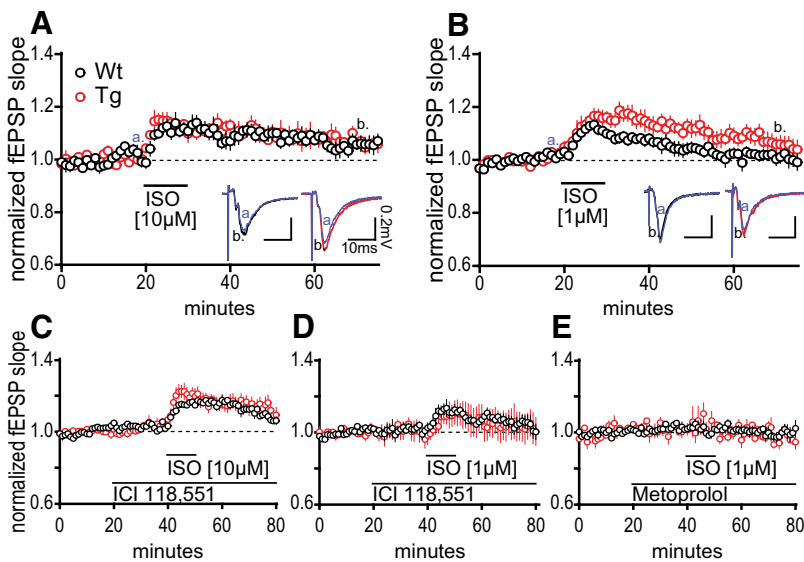 A
normalized fEPSP slope
1.4
1.2
1.0
0.8
0.6
Wt
Tg
a.
b.
ISO
[10µM]
a
b.
a
b
0.2mV
10ms
0
20
40
60
minutes
B
normalized fEPSP slope
1.4
1.2
1.0
0.8
0.6
a.
b.
ISO
[1µM]
a
b.
a
b.
0
20
40
60
minutes
C
normalized fEPSP slope
1.4
1.0
0.6
ISO [10µM]
ICI 118,551
0 20 40 60 80
minutes
D
1.4
1.0
0.6
ISO [1µM]
ICI 118,551
0 20 40 60 80
minutes
E
1.4
1.0
0.6
ISO [1µM]
Metoprolol
0 20 40 60 80
minutes